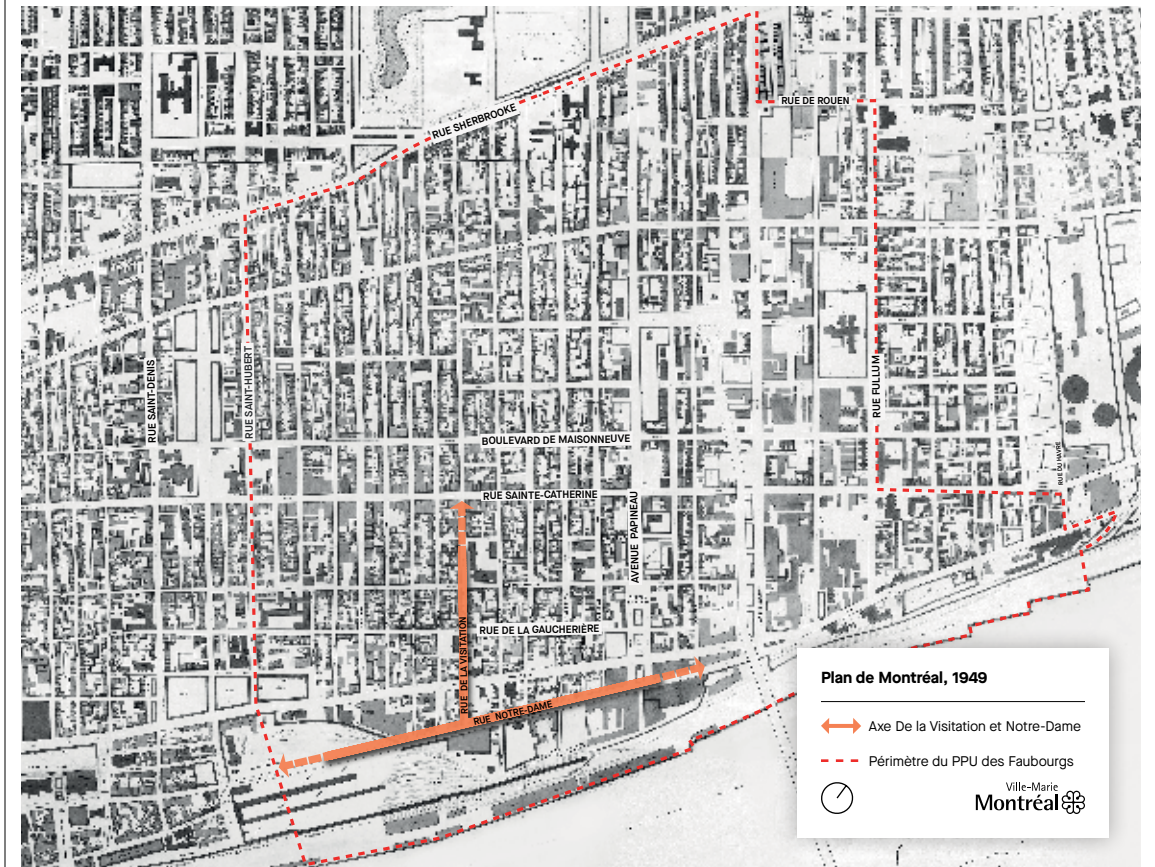 RUE DE ROUEN
RUE SHERBROOKE
RUE SAINT-DENIS
RUE SAINT-HUBERT
RUE FULLUM
BOULEVARD DE MAISONNEUVE
RUE DU HAVRE
RUE SAINTE-CATHERINE
AVENUE PAPINEAU
RUE DE LA GAUCHERIÈRE
RUE DE LA VISITATION
RUE NOTRE-DAME
Plan de Montréal, 1949
Axe De la Visitation et Notre-Dame
Périmètre du PPU des Faubourgs
Ville-Marie
Montréal